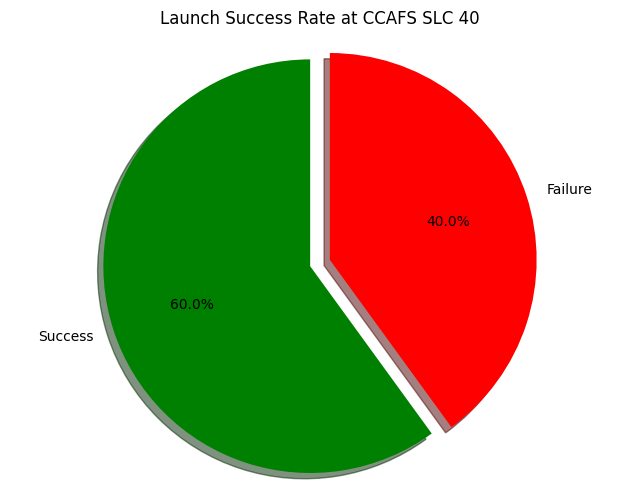 Launch Success Rate at CCAFS SLC 40
Failure
40.0%
60.0%
Success